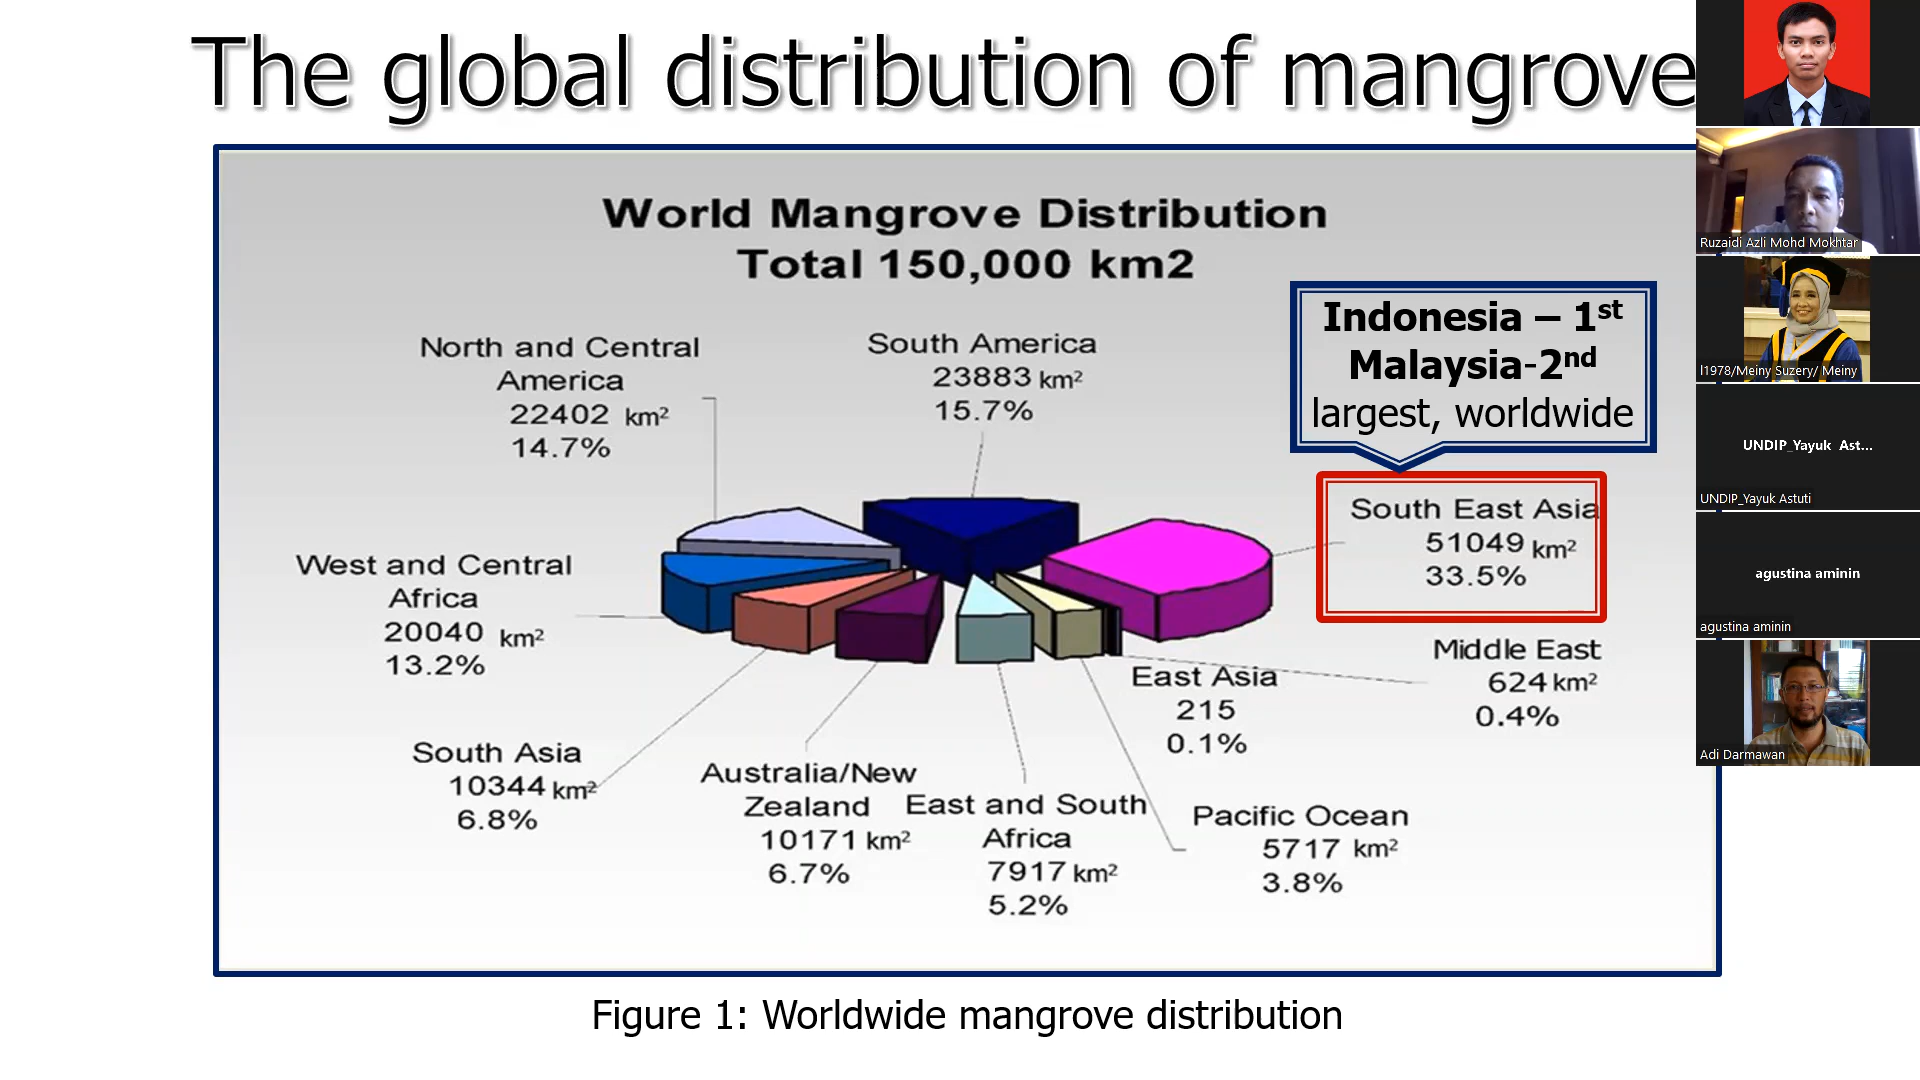 The global distribution of mangrove
World Mangrove Distribution
Total 150,000 km2
Indonesia – 1st
Malaysia-2nd
largest, worldwide
North and Central
America
22402 km²
14.7%
South America
23883 km²
15.7%
South East Asia
51049 km²
33.5%
West and Central
Africa
20040 km²
13.2%
Middle East
624 km²
0.4%
East Asia
215
0.1%
South Asia
10344 km²
6.8%
Australia/New
Zealand
10171 km²
6.7%
East and South
Africa
7917 km²
5.2%
Pacific Ocean
5717 km²
3.8%
Figure 1: Worldwide mangrove distribution
Ruzaidi Azli Mohd Mokhtar
l1978/Meiny Suzery/ Meiny
UNDIP_Yayuk Ast...
UNDIP_Yayuk Astuti
agustina aminin
agustina aminin
Adi Darmawan